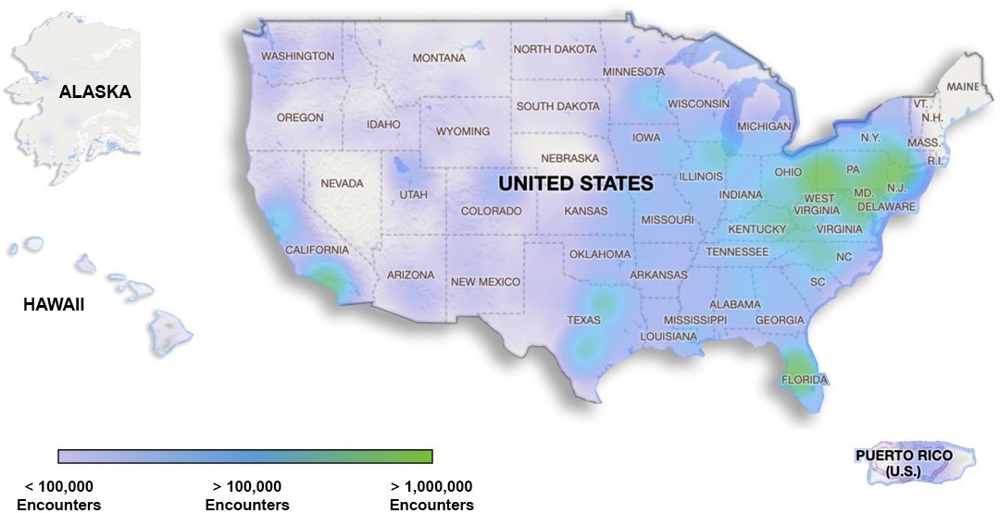 WASHINGTON
MONTANA
NORTH DAKOTA
MINNESOTA
MAINE
ALASKA
OREGON
IDAHO
WYOMING
SOUTH DAKOTA
WISCONSIN
MICHIGAN
VT.
N.H.
N.Y.
MASS.
R.I.
IOWA
NEBRASKA
NEVADA
UTAH
UNITED STATES
ILLINOIS
INDIANA
OHIO
PA
N.J.
MD.
DELAWARE
WEST
VIRGINIA
COLORADO
KANSAS
MISSOURI
KENTUCKY
VIRGINIA
CALIFORNIA
ARIZONA
NEW MEXICO
OKLAHOMA
ARKANSAS
TENNESSEE
NC
SC
HAWAII
TEXAS
LOUISIANA
MISSISSIPPI
ALABAMA
GEORGIA
FLORIDA
PUERTO RICO
(U.S.)
< 100,000
Encounters
> 100,000
Encounters
> 1,000,000
Encounters